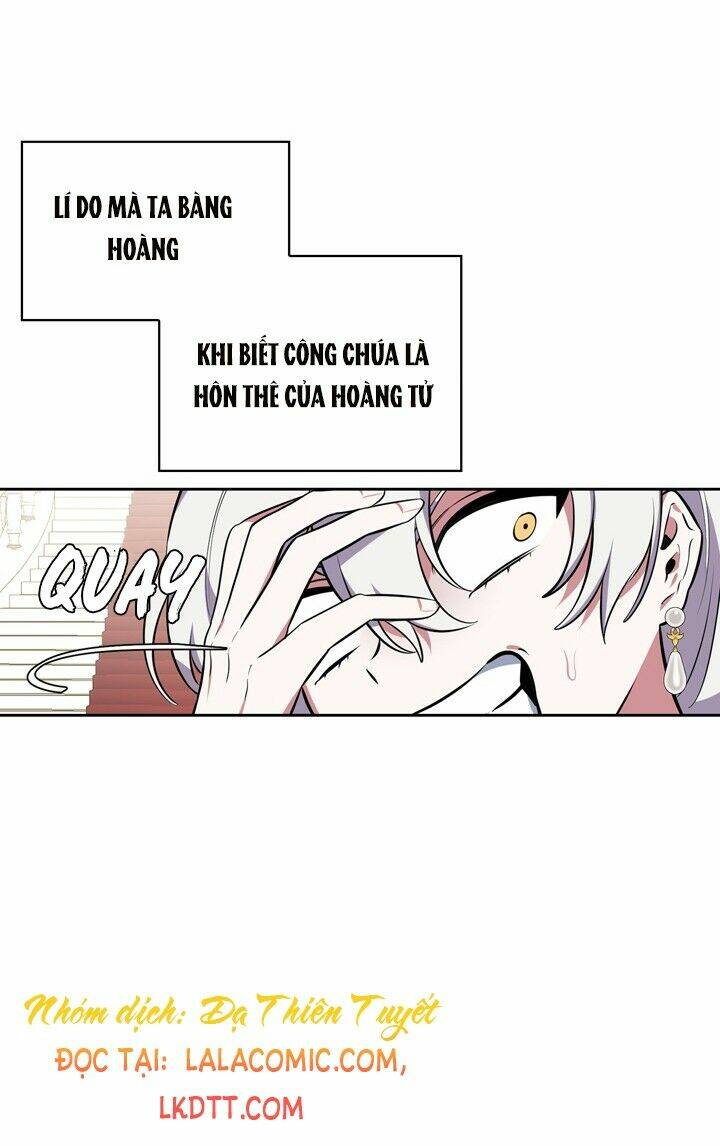 LÍ DO MÀ TA BÀNG
HOÀNG
KHI BIẾT CÔNG CHÚA LÀ
HÔN THÊ CỦA HOÀNG TỬ
QUAY
Nhóm dịch: Dạ Thiên Tuyết
ĐỌC TẠI: LALACOMIC.COM,
LKDTT.COM